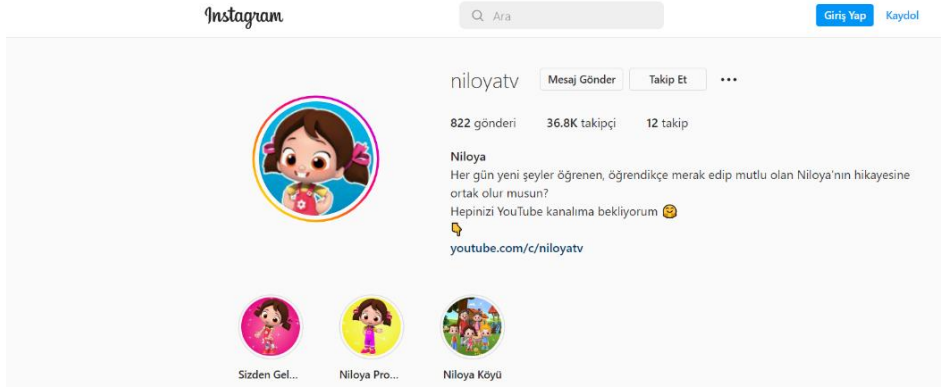 Instagram
Ara
Giriş Yap
Kaydol
niloyatv
Mesaj Gönder
Takip Et
822 gönderi
36.8K takipçi
12 takip
Niloya
Her gün yeni şeyler öğrenen, öğrendikçe merak edip mutlu olan Niloya'nın hikayesine
ortak olur musun?
Hepinizi YouTube kanalıma bekliyorum 🤗
👇
youtube.com/c/niloyatv
Sizden Gel...
Niloya Pro...
Niloya Köyü